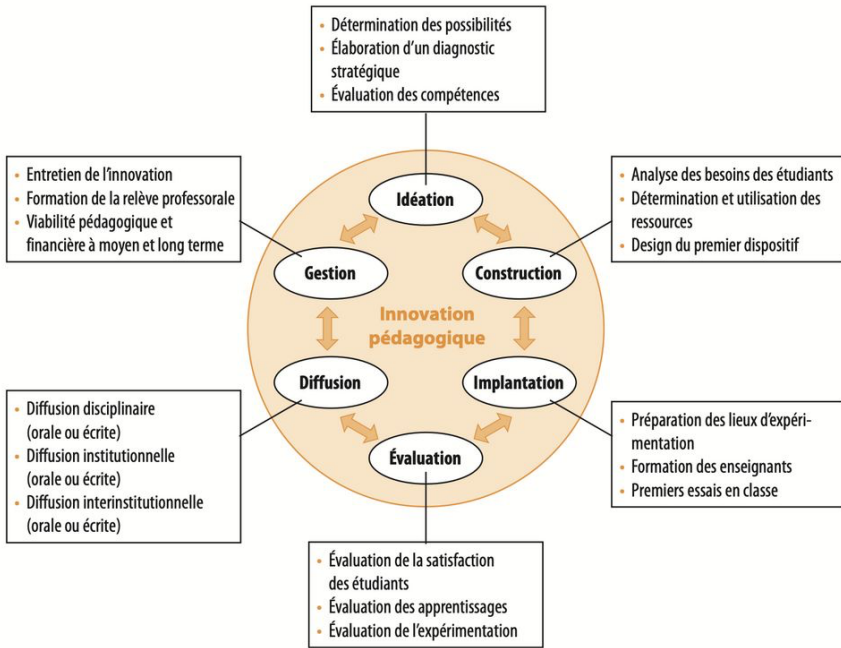 • Détermination des possibilités
• Élaboration d’un diagnostic
stratégique
• Évaluation des compétences
• Entretien de l’innovation
• Formation de la relève professorale
• Viabilité pédagogique et
financière à moyen et long terme
Idéation
• Analyse des besoins des étudiants
• Détermination et utilisation des
ressources
• Design du premier dispositif
Gestion
Construction
Innovation
pédagogique
Diffusion
Implantation
• Diffusion disciplinaire
(orale ou écrite)
• Diffusion institutionnelle
(orale ou écrite)
• Diffusion interinstitutionnelle
(orale ou écrite)
Évaluation
• Préparation des lieux d’expéri-
mentation
• Formation des enseignants
• Premiers essais en classe
• Évaluation de la satisfaction
des étudiants
• Évaluation des apprentissages
• Évaluation de l’expérimentation